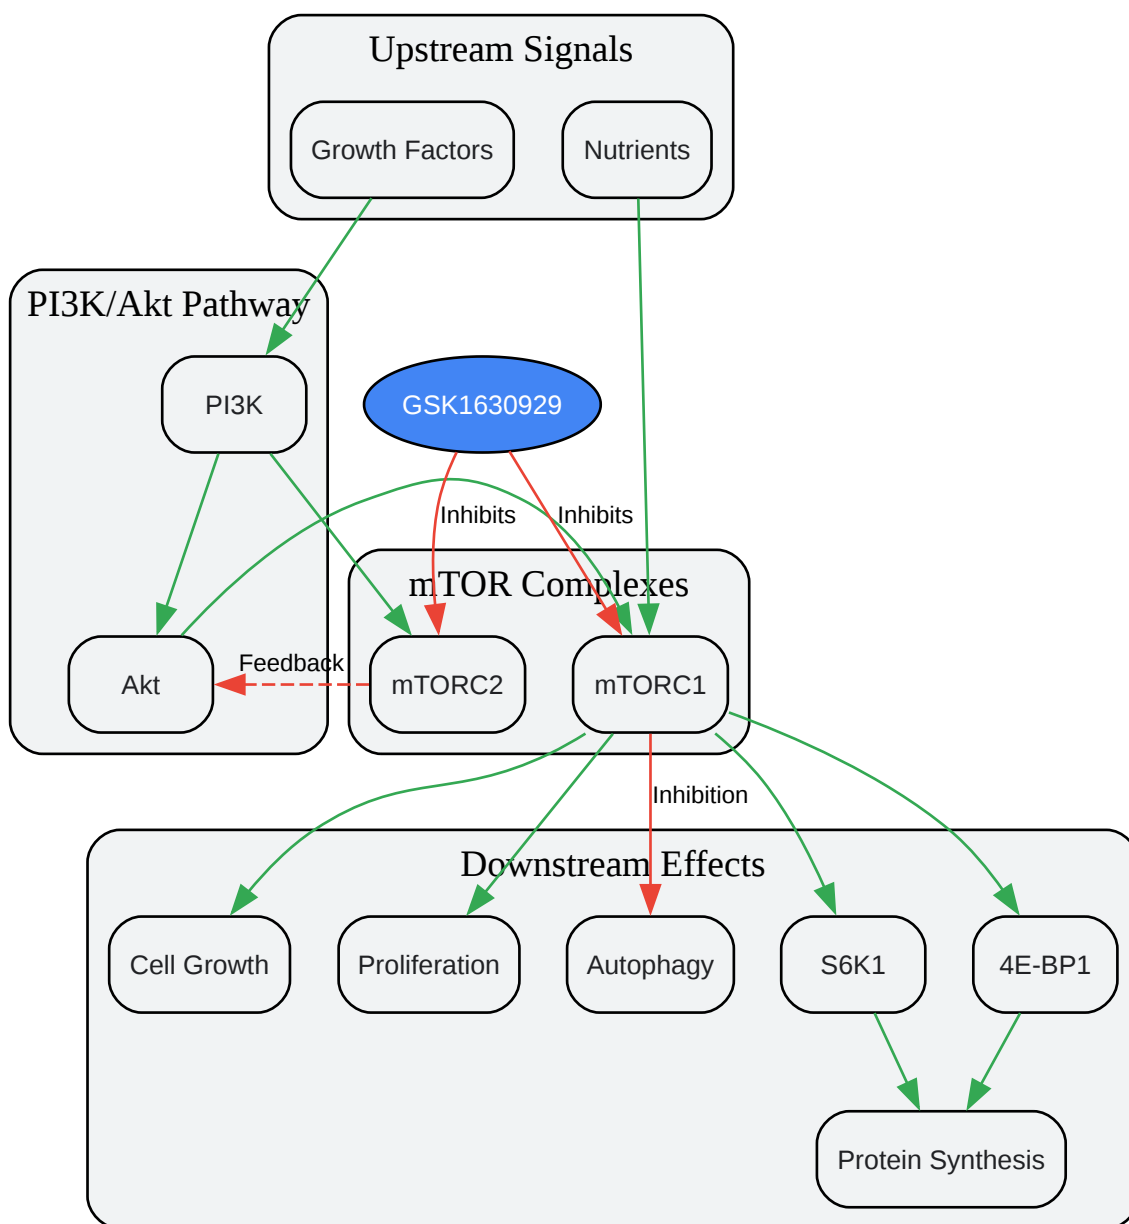 Upstream Signals
Growth Factors
Nutrients
PI3K/Akt Pathway
PI3K
GSK1630929
Inhibits
Inhibits
mTOR Complexes
Feedback
Akt
mTORC2
mTORC1
Inhibition
Downstream Effects
Cell Growth
Proliferation
Autophagy
S6K1
4E-BP1
Protein Synthesis